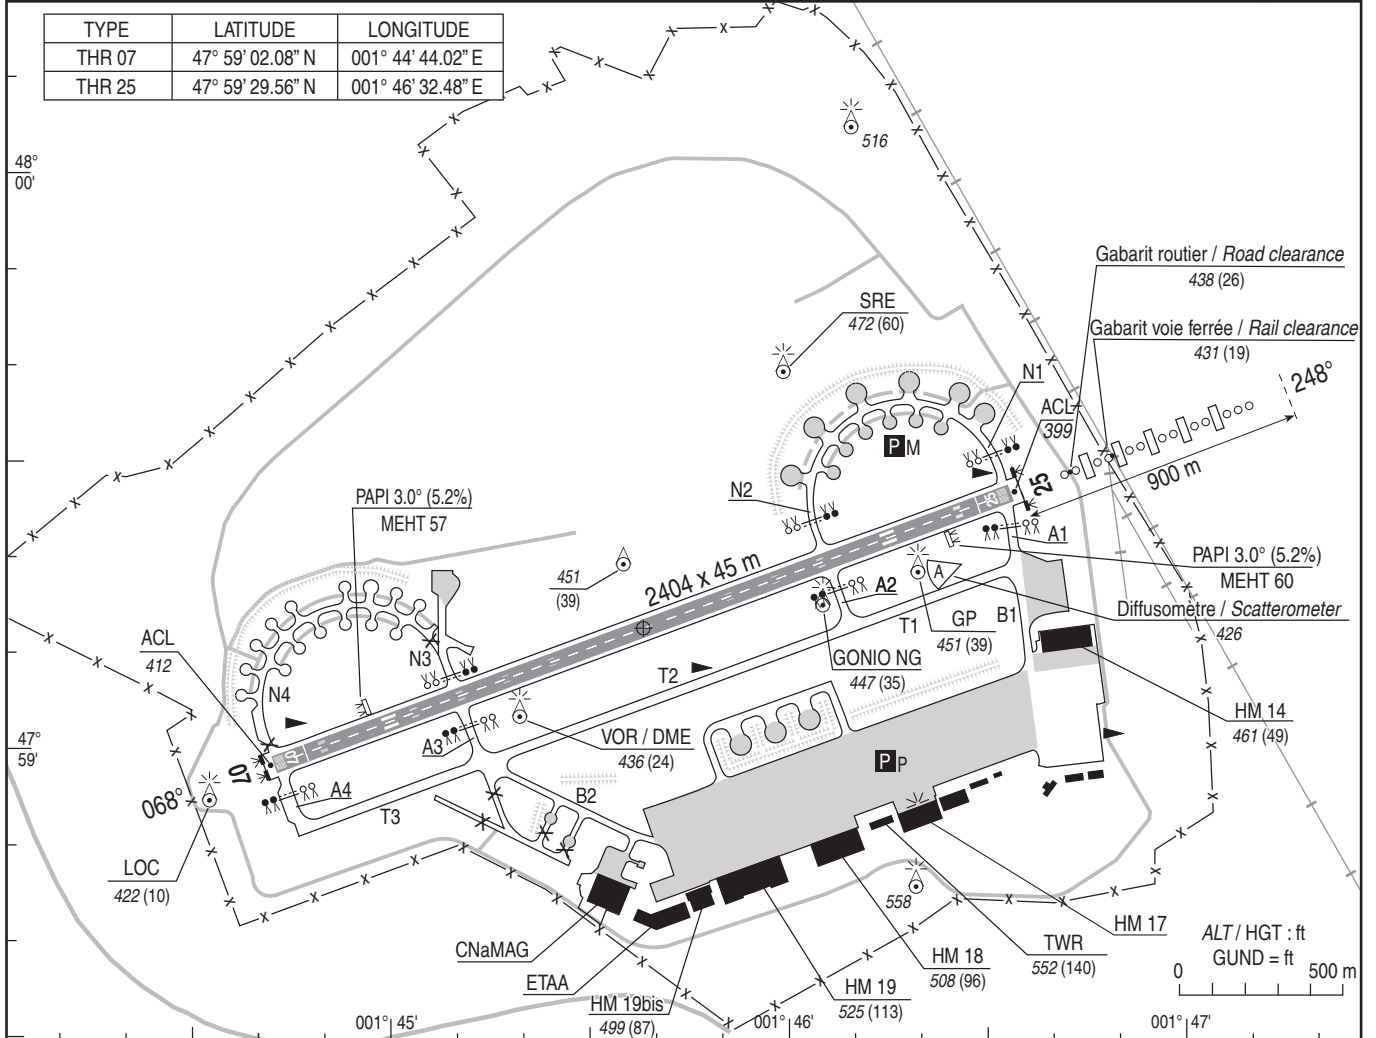 TYPE LATITUDE LONGITUDE
THR 07 47° 59' 02.08" N 001° 44' 44.02" E
THR 25 47° 59' 29.56" N 001° 46' 32.48" E
516
48°
00'
Gabarit routier / Road clearance
438 (26)
SRE
472 (60)
Gabarit voie ferrée / Rail clearance
431 (19)
N1
248°
ACL
399
P M
25
900 m
N2
PAPI 3.0° (5.2%)
MEHT 57
25
A1
PAPI 3.0° (5.2%)
MEHT 60
451
(39)
2404 x 45 m
A
A2
Diffusomètre / Scatterometer
426
B1
T1
GP
451 (39)
ACL
412
N3
GONIO NG
447 (35)
T2
N4
HM 14
461 (49)
VOR / DME
436 (24)
47°
59'
A3
07
07
P P
068°
A4
B2
T3
LOC
422 (10)
558
HM 17
ALT / HGT : ft
GUND = ft
0 500 m
TWR
552 (140)
CNaMAG
HM 18
508 (96)
ETAA
HM 19
525 (113)
HM 19bis
499 (87)
001° 45' 001° 46' 001° 47'